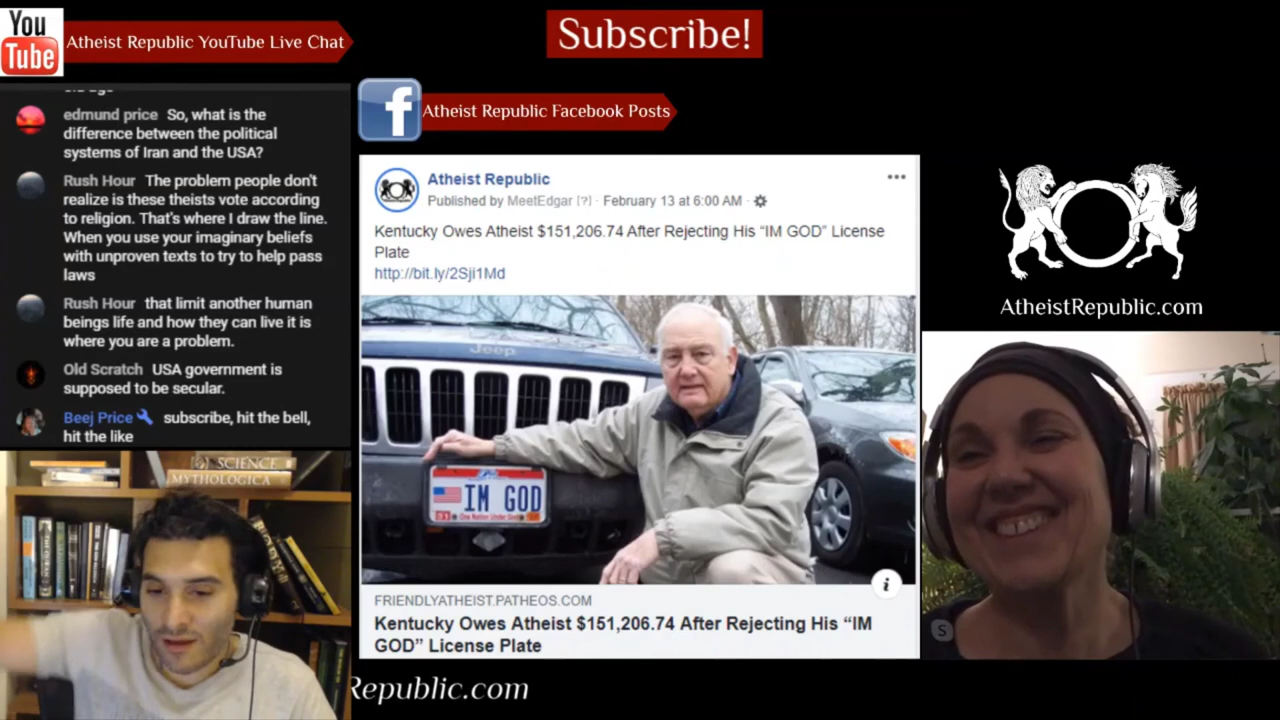 You
Tube
Atheist Republic YouTube Live Chat
Subscribe!
edmund price So, what is the
difference between the political
systems of Iran and the USA?
Rush Hour The problem people don't
realize is these theists vote according
to religion. That's where I draw the line.
When you use your imaginary beliefs
with unproven texts to try to help pass
laws
Rush Hour that limit another human
beings life and how they can live it is
where you are a problem.
Old Scratch USA government is
supposed to be secular.
Beej Price subscribe, hit the bell,
hit the like
f
Atheist Republic Facebook Posts
Atheist Republic
Published by MeetEdgar [?] · February 13 at 6:00 AM ·
Kentucky Owes Atheist $151,206.74 After Rejecting His “IM GOD” License
Plate
http://bit.ly/2Sji1Md
Jeep
IM GOD
One Nation Under God
i
FRIENDLYATHEIST.PATHEOS.COM
Kentucky Owes Atheist $151,206.74 After Rejecting His “IM
GOD” License Plate
AtheistRepublic.com
S
SCIENCE
MYTHOLOGICA
Republic.com